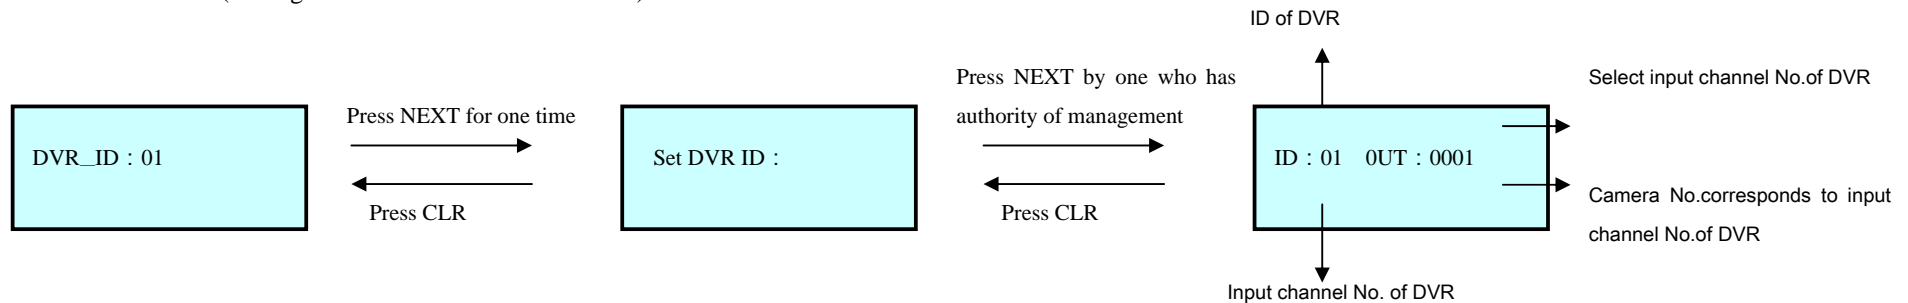 ID of DVR
Press NEXT by one who has
authority of management
Select input channel No.of DVR
Press NEXT for one time
DVR_ID：01
Set DVR ID：
ID：01 0UT：0001
Press CLR
Press CLR
Camera No.corresponds to input
channel No.of DVR
Input channel No. of DVR